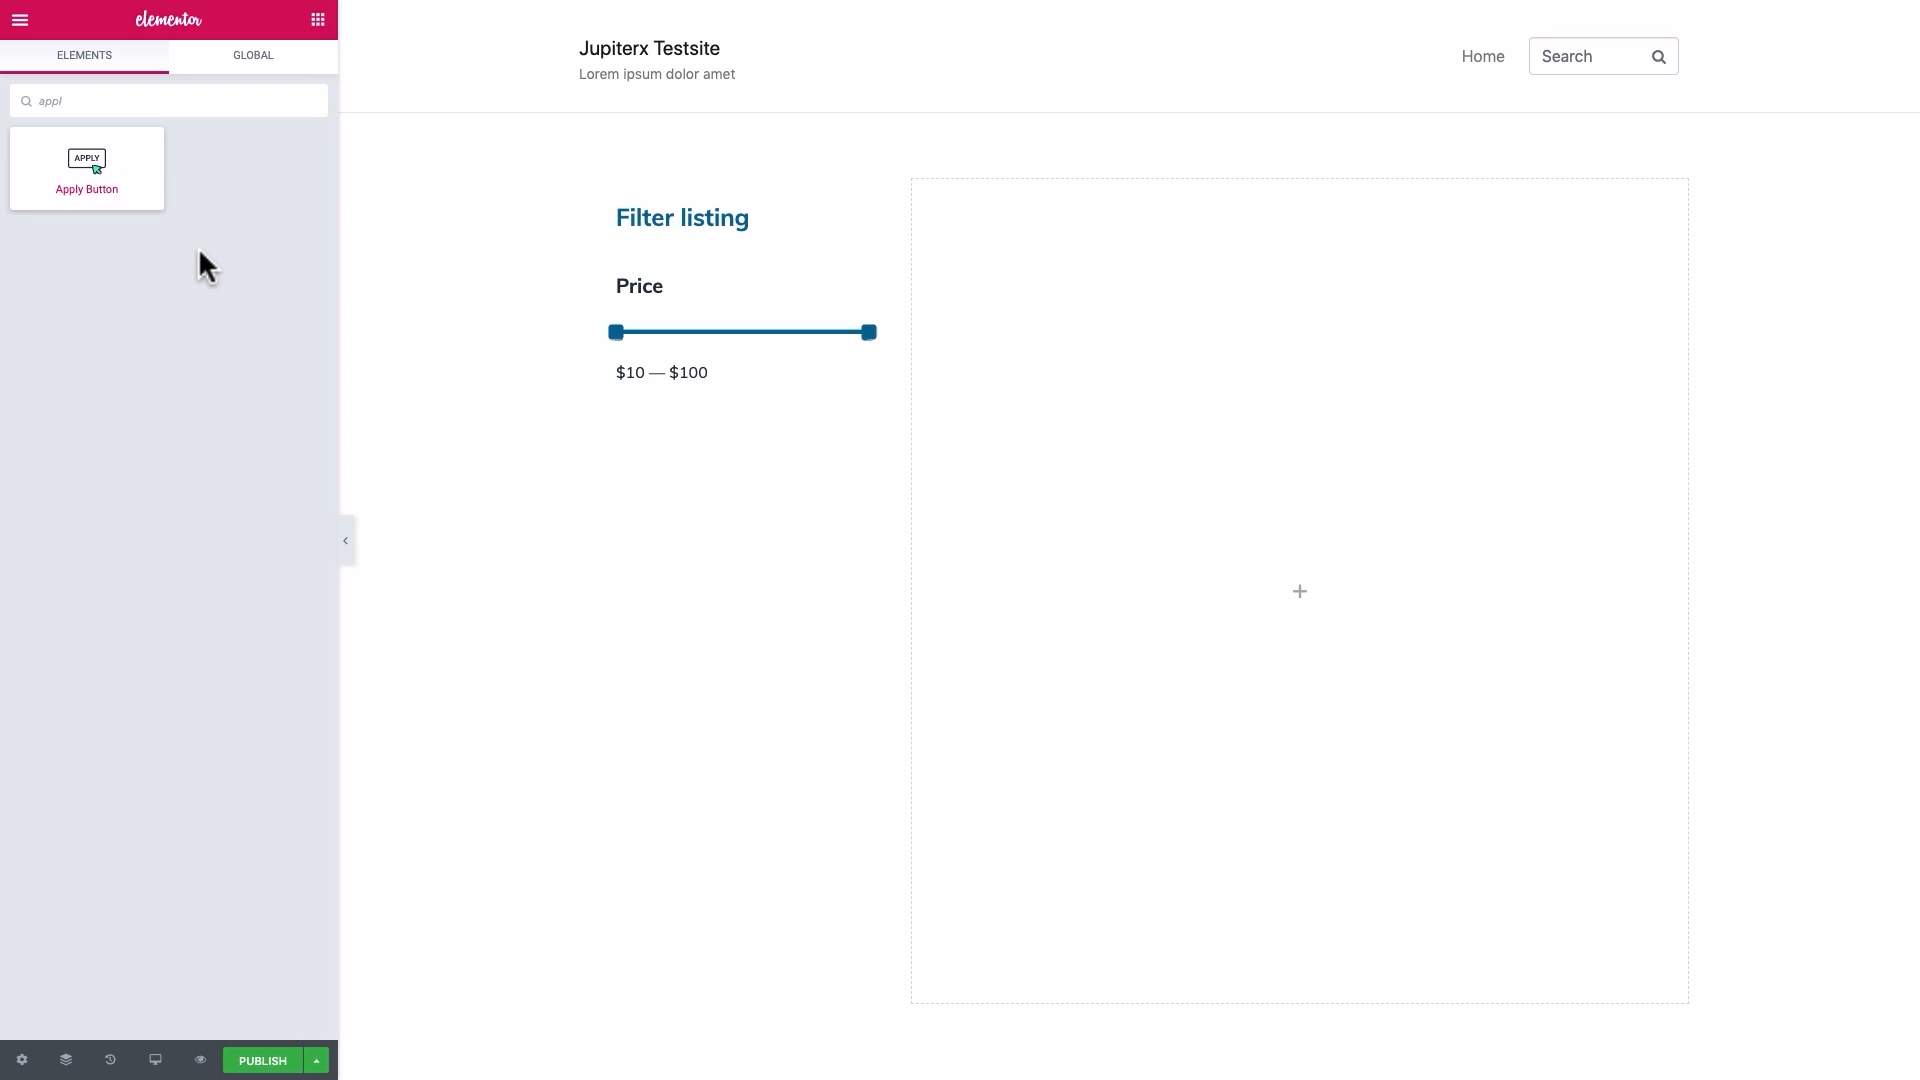 elementor
ELEMENTS
GLOBAL
appl
APPLY
Apply Button
PUBLISH
Jupiterx Testsite
Lorem ipsum dolor amet
Home
Search
Filter listing
Price
$10 — $100